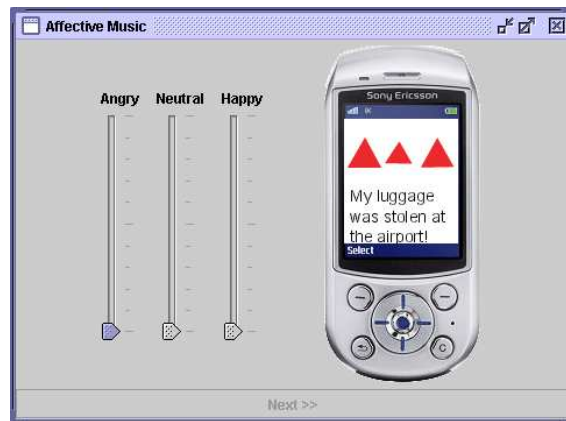 Affective Music
Angry Neutral Happy
Sony Ericsson
My luggage
was stolen at
the airport!
Select
C
Next >>